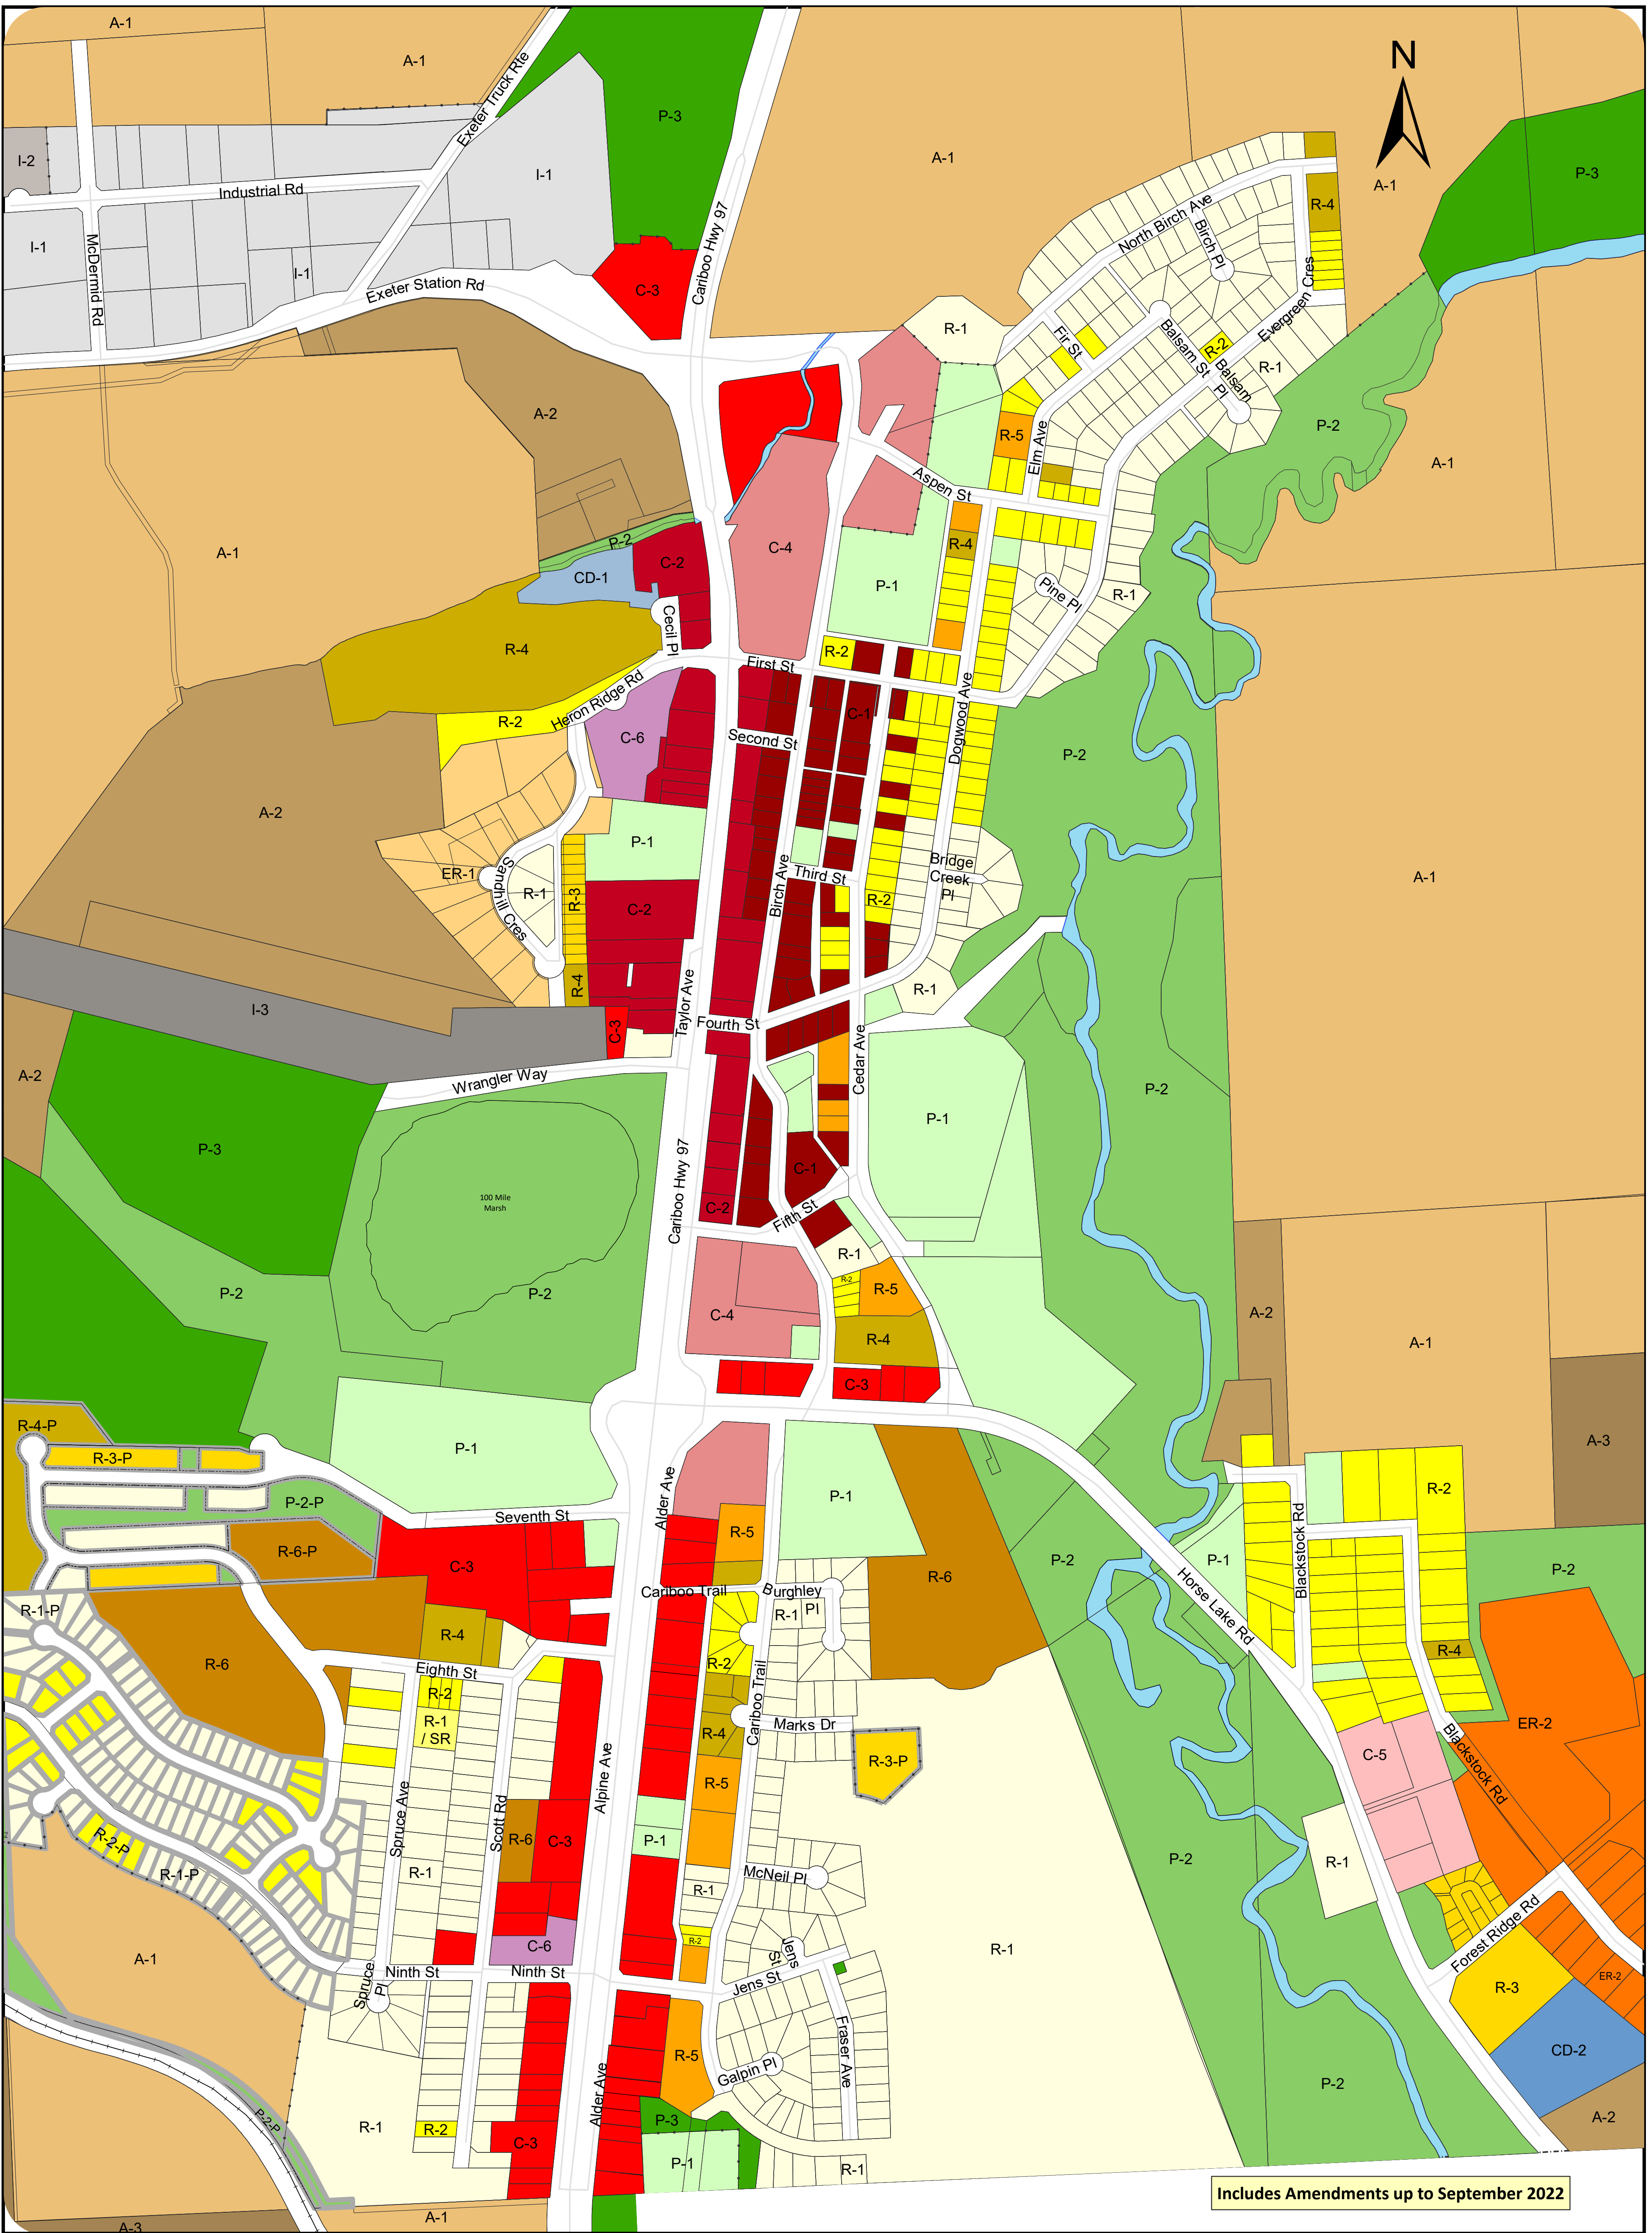 A-1
A-1
N
Exeter Truck Rte
P-3
A-1
I-2
I-1
Industrial Rd
A-1
P-3
R-4
North Birch Ave
Birch Pl
I-1
McDermid Rd
I-1
Exeter Station Rd
C-3
Cariboo Hwy 97
R-1
Fir St
Balsam St
R-2
Evergreen Cres
Balsam
Pl
R-1
A-2
R-5
Elm Ave
P-2
A-1
Aspen St
A-1
P-2
C-2
CD-1
C-4
R-4
P-1
Pine Pl
R-1
Cecil Pl
R-4
First St
R-2
Heron Ridge Rd
R-2
C-6
Second St
C-1
Dogwood Ave
P-2
A-2
P-1
Sandhill Cres
ER-1
R-1
R-3
C-2
Birch Ave
Third St
R-2
Bridge
Creek
Pl
A-1
R-4
I-3
Taylor Ave
R-1
C-3
Fourth St
Cedar Ave
A-2
Wrangler Way
P-2
P-3
P-1
100 Mile
Marsh
Cariboo Hwy 97
C-1
C-2
Fifth St
R-1
R-2
R-5
P-2
P-2
C-4
R-4
A-2
A-1
C-3
R-4-P
R-3-P
P-1
A-3
P-2-P
Seventh St
Alder Ave
R-5
P-1
R-2
R-6-P
C-3
Cariboo Trail
Burghley
Pl
R-1
R-6
P-2
P-1
Blackstock Rd
P-2
Horse Lake Rd
R-1-P
R-4
R-6
Eighth St
R-2
R-2
R-4
R-1
/ SR
Cariboo Trail
Marks Dr
R-4
R-3-P
ER-2
C-5
Blackstock Rd
R-5
Alpine Ave
Spruce Ave
Scott Rd
R-6
C-3
P-1
R-2-P
R-1-P
R-1
McNeil Pl
R-1
P-2
R-1
A-1
C-6
R-2
Jens
St
R-1
Forest Ridge Rd
Ninth St
Ninth St
Spruce
Pl
Jens St
R-3
ER-2
Fraser Ave
R-5
Galpin Pl
CD-2
P-2
Alder Ave
P-2-P
R-1
R-2
C-3
P-3
P-1
R-1
A-2
Includes Amendments up to September 2022
A-1
A-3